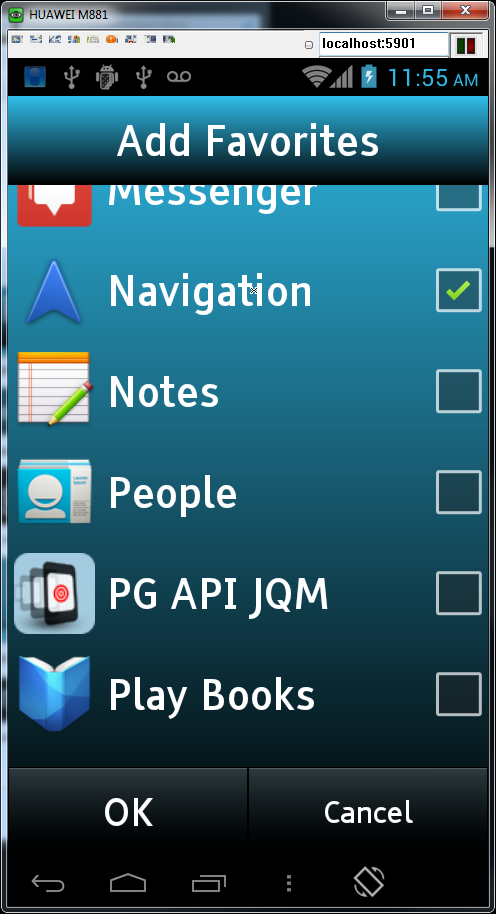 HUAWEI M881
localhost:5901
11:55 AM
Add Favorites
Messenger
Navigation
Notes
People
PG API JQM
Play Books
OK
Cancel